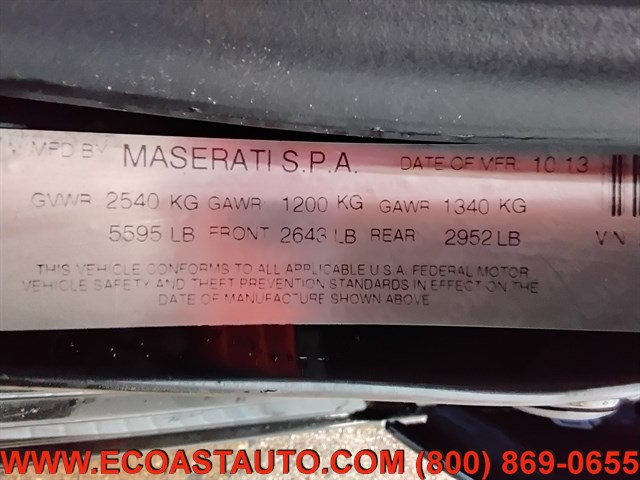 MFD BY MASERATI S.P.A. DATE OF MFR 10 13
GVWR 2540 KG GAWR 1200 KG GAWR 1340 KG
5595 LB FRONT 2643 LB REAR 2952 LB VIN
THIS VEHICLE CONFORMS TO ALL APPLICABLE U.S.A. FEDERAL MOTOR
VEHICLE SAFETY AND THEFT PREVENTION STANDARDS IN EFFECT ON THE
DATE OF MANUFACTURE SHOWN ABOVE
WWW.ECOASTAUTO.COM (800) 869-0655